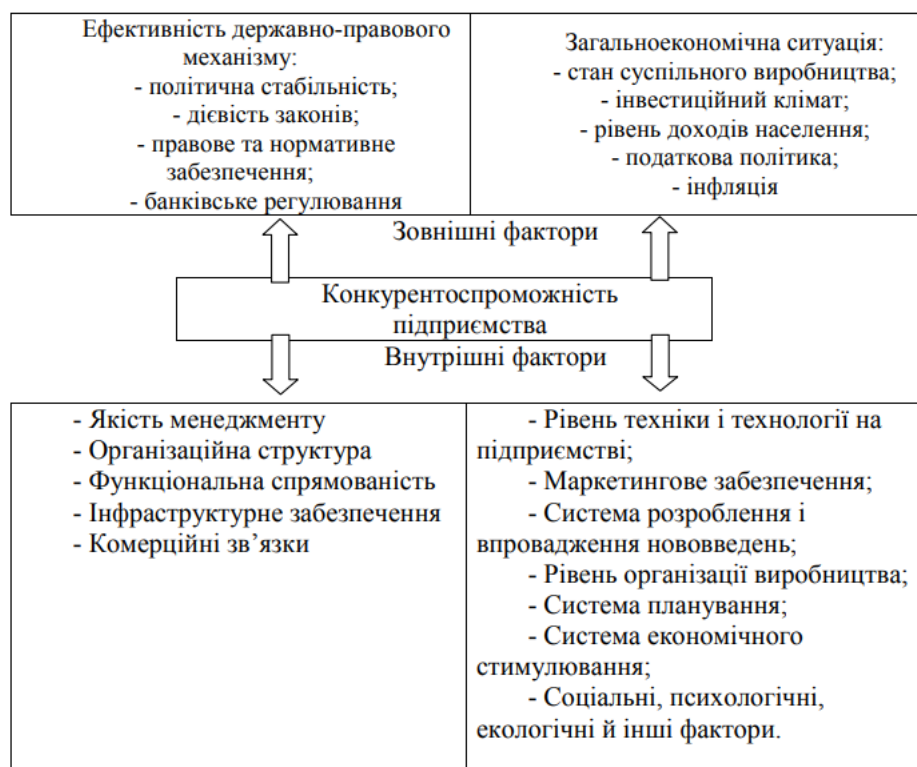 Ефективність державно-правового
механізму:
- політична стабільність;
- дієвість законів;
- правове та нормативне
забезпечення;
- банківське регулювання
Загальноекономічна ситуація:
- стан суспільного виробництва;
- інвестиційний клімат;
- рівень доходів населення;
- податкова політика;
- інфляція
Зовнішні фактори
Конкурентоспроможність
підприємства
Внутрішні фактори
- Якість менеджменту
- Організаційна структура
- Функціональна спрямованість
- Інфраструктурне забезпечення
- Комерційні зв’язки
- Рівень техніки і технології на
підприємстві;
- Маркетингове забезпечення;
- Система розроблення і
впровадження нововведень;
- Рівень організації виробництва;
- Система планування;
- Система економічного
стимулювання;
- Соціальні, психологічні,
екологічні й інші фактори.